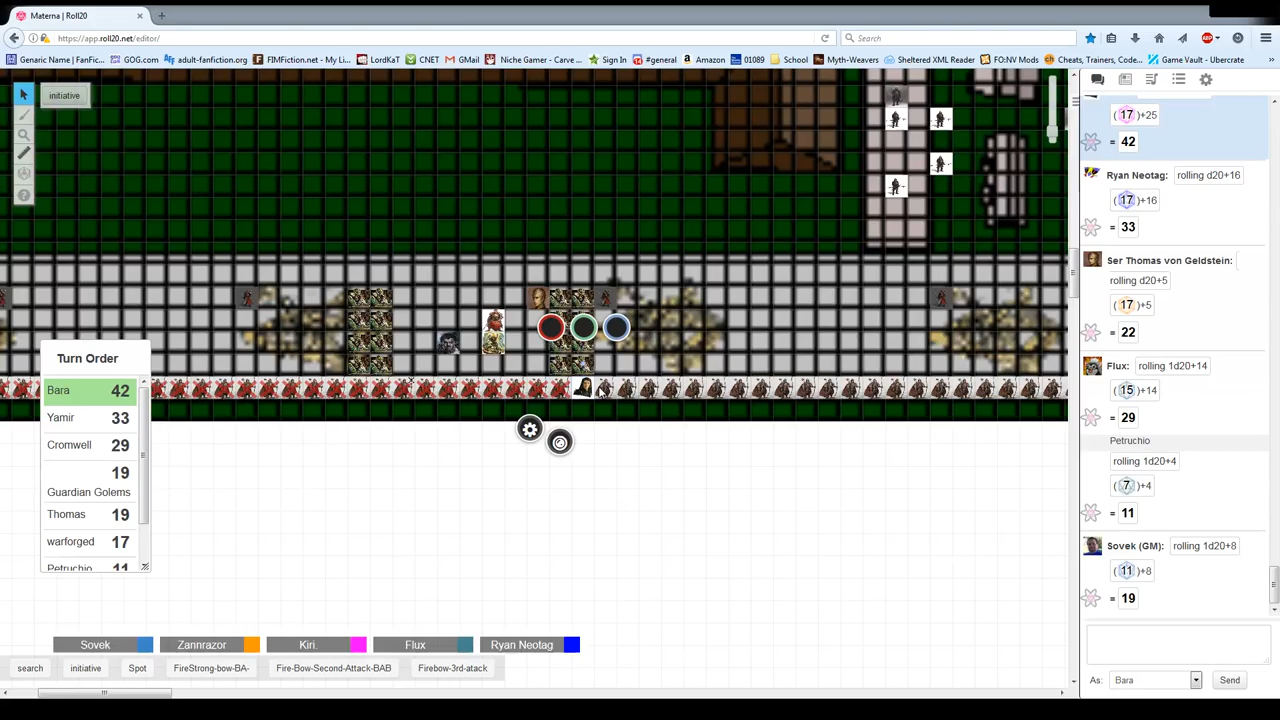 Materna | Roll20
https://app.roll20.net/editor/
Search
Generic Name | FanFict...
GOG.com
adult-fanfiction.org
FIMFiction.net - My Li...
LordKaT
CNET
GMail
Niche Gamer - Carve ...
Sign In
#general
Amazon
01089
School
Myth-Weavers
Sheltered XML Reader
FO:NV Mods
Cheats, Trainers, Code...
Game Vault - Ubercrate
initiative
(17)+25
= 42
Ryan Neotag: rolling d20+16
(17)+16
= 33
Ser Thomas von Geldstein:
rolling d20+5
(17)+5
= 22
Flux: rolling 1d20+14
(15)+14
= 29
Petruchio
rolling 1d20+4
(7)+4
= 11
Sovek (GM): rolling 1d20+8
(11)+8
= 19
Turn Order
Bara 42
Yamir 33
Cromwell 29
19
Guardian Golems
Thomas 19
warforged 17
Petruchio 11
Sovek
Zannrazor
Kiri.
Flux
Ryan Neotag
search
initiative
Spot
FireStrong-bow-BA-
Fire-Bow-Second-Attack-BAB
Firebow-3rd-atack
As: Bara
Send